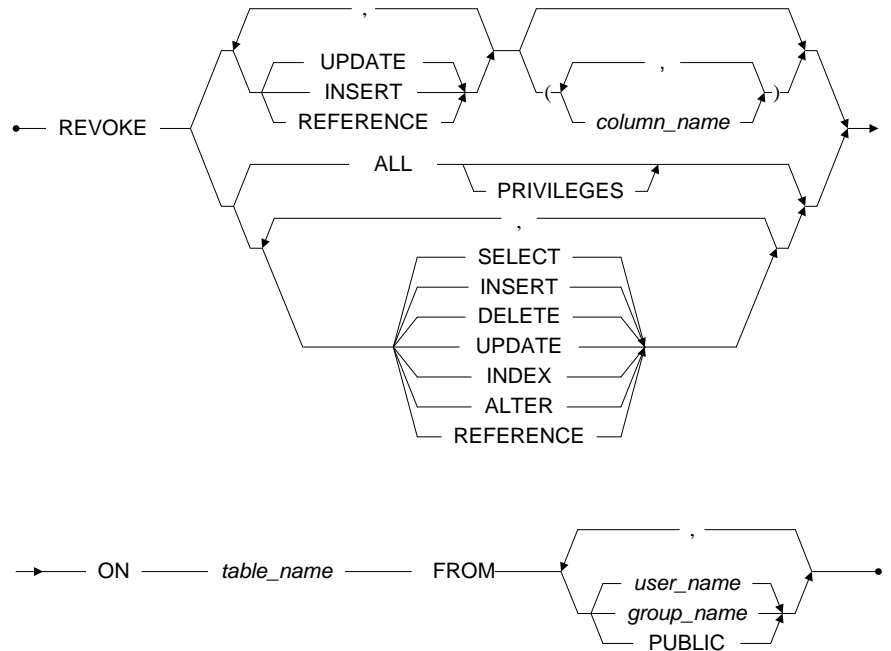 ,
UPDATE
INSERT
REFERENCE
( , )
column_name
REVOKE
ALL
PRIVILEGES
,
SELECT
INSERT
DELETE
UPDATE
INDEX
ALTER
REFERENCE
ON table_name FROM
,
user_name
group_name
PUBLIC